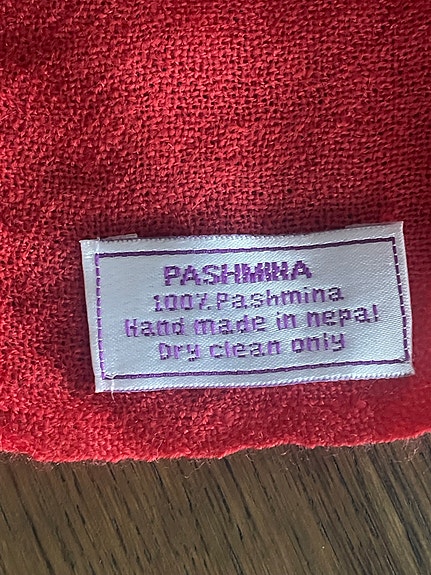 PASHMINA
100% Pashmina
Hand made in nepal
Dry clean only